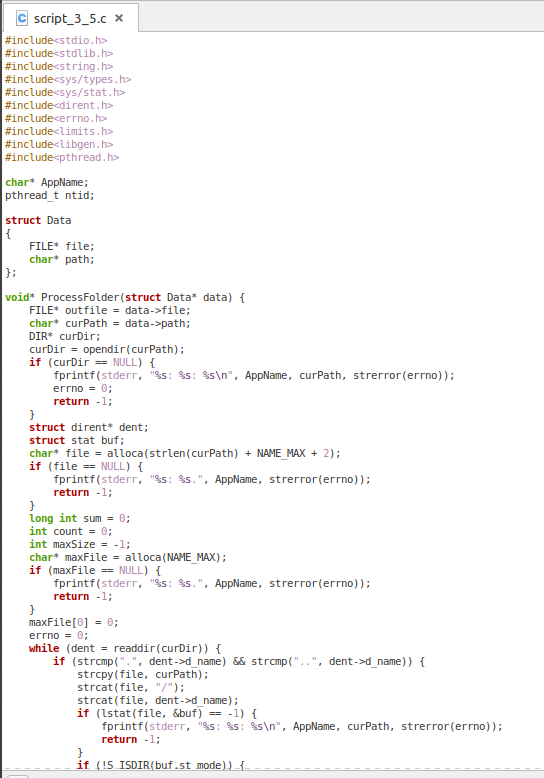 script_3_5.c
#include<stdio.h>
#include<stdlib.h>
#include<string.h>
#include<sys/types.h>
#include<sys/stat.h>
#include<dirent.h>
#include<errno.h>
#include<limits.h>
#include<libgen.h>
#include<pthread.h>
char* AppName;
pthread_t ntid;
struct Data
{
    FILE* file;
    char* path;
};
void* ProcessFolder(struct Data* data) {
    FILE* outfile = data->file;
    char* curPath = data->path;
    DIR* curDir;
    curDir = opendir(curPath);
    if (curDir == NULL) {
        fprintf(stderr, "%s: %s: %s\n", AppName, curPath, strerror(errno));
        errno = 0;
        return -1;
    }
    struct dirent* dent;
    struct stat buf;
    char* file = alloca(strlen(curPath) + NAME_MAX + 2);
    if (file == NULL) {
        fprintf(stderr, "%s: %s.", AppName, strerror(errno));
        return -1;
    }
    long int sum = 0;
    int count = 0;
    int maxSize = -1;
    char* maxFile = alloca(NAME_MAX);
    if (maxFile == NULL) {
        fprintf(stderr, "%s: %s.", AppName, strerror(errno));
        return -1;
    }
    maxFile[0] = 0;
    errno = 0;
    while (dent = readdir(curDir)) {
        if (strcmp(".", dent->d_name) && strcmp("..", dent->d_name)) {
            strcpy(file, curPath);
            strcat(file, "/");
            strcat(file, dent->d_name);
            if (lstat(file, &buf) == -1) {
                fprintf(stderr, "%s: %s: %s\n", AppName, curPath, strerror(errno));
                return -1;
            }
            if (!S_ISDIR(buf.st_mode)) {